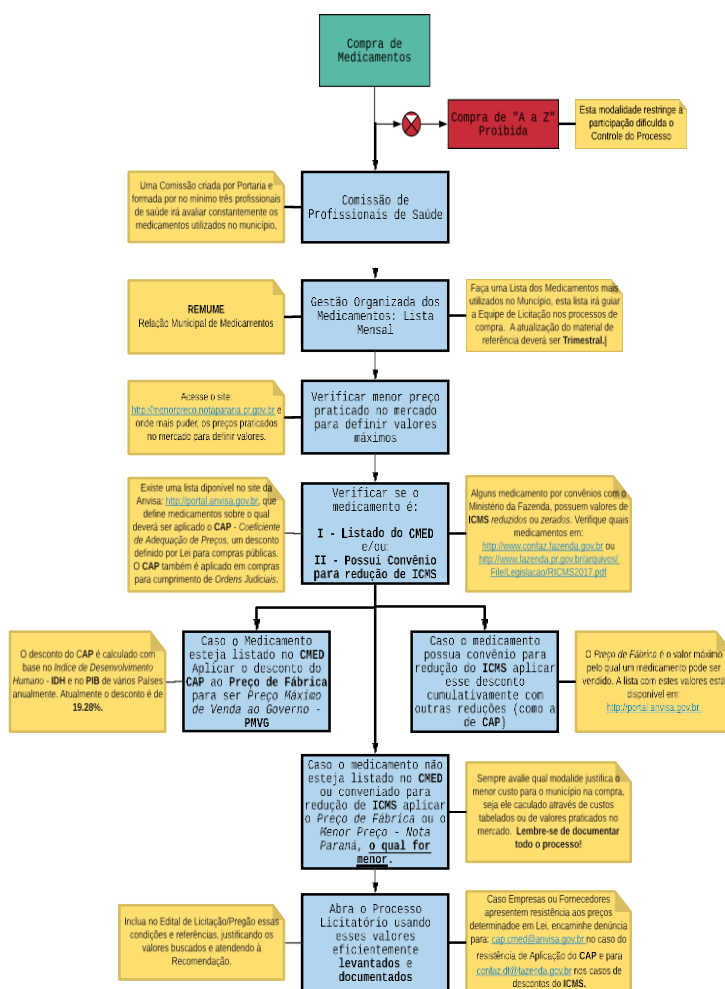 Compra de
Medicamentos
Compra de "A a Z"
Proibida
Esta modalidade restringe a
participação dificulda o
Controle do Processo
Uma Comissão criada por Portaria e
formada por no mínimo três profissionais
de saúde irá avaliar constantemente os
medicamentos utilizados no município,
Comissão de
Profissionais de Saúde
REMUME
Relação Municipal de Medicamentos
Gestão Organizada dos
Medicamentos: Lista
Mensal
Faça uma Lista dos Medicamentos mais
utilizados no Muncípio, esta lista irá guiar
a Equipe de Licitação nos processos de
compra. A atualização do material de
referência deverá ser Trimestral.
Acesse o site:
http://menorpreco.notaparana.pr.gov.br e
onde mais puder, os preços praticados
no mercado para definir valores.
Verificar menor preço
praticado no mercado
para definir valores
máximos
Existe uma lista diponível no site da
Anvisa: http://portal.anvisa.gov.br, que
define medicamentos sobre o qual
deverá ser aplicado o CAP - Coeficiente
de Adequação de Preços, um desconto
definido por Lei para compras públicas.
O CAP também é aplicado em compras
para cumprimento de Ordens Judiciais.
Verificar se o
medicamento é:
I - Listado do CMED
e/ou:
II - Possui Convênio
para redução de ICMS
Alguns medicamento por convênios com o
Ministério da Fazenda, possuem valores de
ICMS reduzidos ou zerados. Verifique quais
medicamentos em:
http://www.confaz.fazenda.gov.br ou
http://www.fazenda.pr.gov.br/arquivos/
File/Legislacao/RICMS2017.pdf
O desconto do CAP é calculado com
base no Indice de Desenvolvimento
Humano - IDH e no PIB de vários Países
anualmente. Atualmente o desconto é de
19.28%.
Caso o Medicamento
esteja listado no CMED
Aplicar o desconto do
CAP ao Preço de Fábrica
para ser Preço Máximo
de Venda ao Governo -
PMVG
Caso o medicamento
possua convênio para
redução do ICMS aplicar
esse desconto
cumulativamente com
outras reduções (como a
de CAP)
O Preço de Fábrica é o valor máximo
pelo qual um medicamento pode ser
vendido. A lista com estes valores está
disponível em:
http://portal.anvisa.gov.br
Caso o medicamento não
esteja listado no CMED
ou conveniado para
redução de ICMS aplicar
o Preço de Fábrica ou o
Menor Preço - Nota
Paraná, o qual for
menor.
Sempre avalie qual modalide justifica o
menor custo para o município na compra,
seja ele caculado através de custos
tabelados ou de valores praticados no
mercado. Lembre-se de documentar
todo o processo!
Inclua no Edital de Licitação/Pregão essas
condições e referências, justificando os
valores buscados e atendendo à
Recomendação.
Abra o Processo
Licitatório usando
esses valores
eficientemente
levantados e
documentados
Caso Empresas ou Fornecedores
apresentem resistência aos preços
determinados em Lei, encaminhe denúncia
para: cap.cmed@anvisa.gov.br no caso do
resistência de Aplicação do CAP e para
confaz.df@fazenda.gov.br nos casos de
descontos do ICMS.